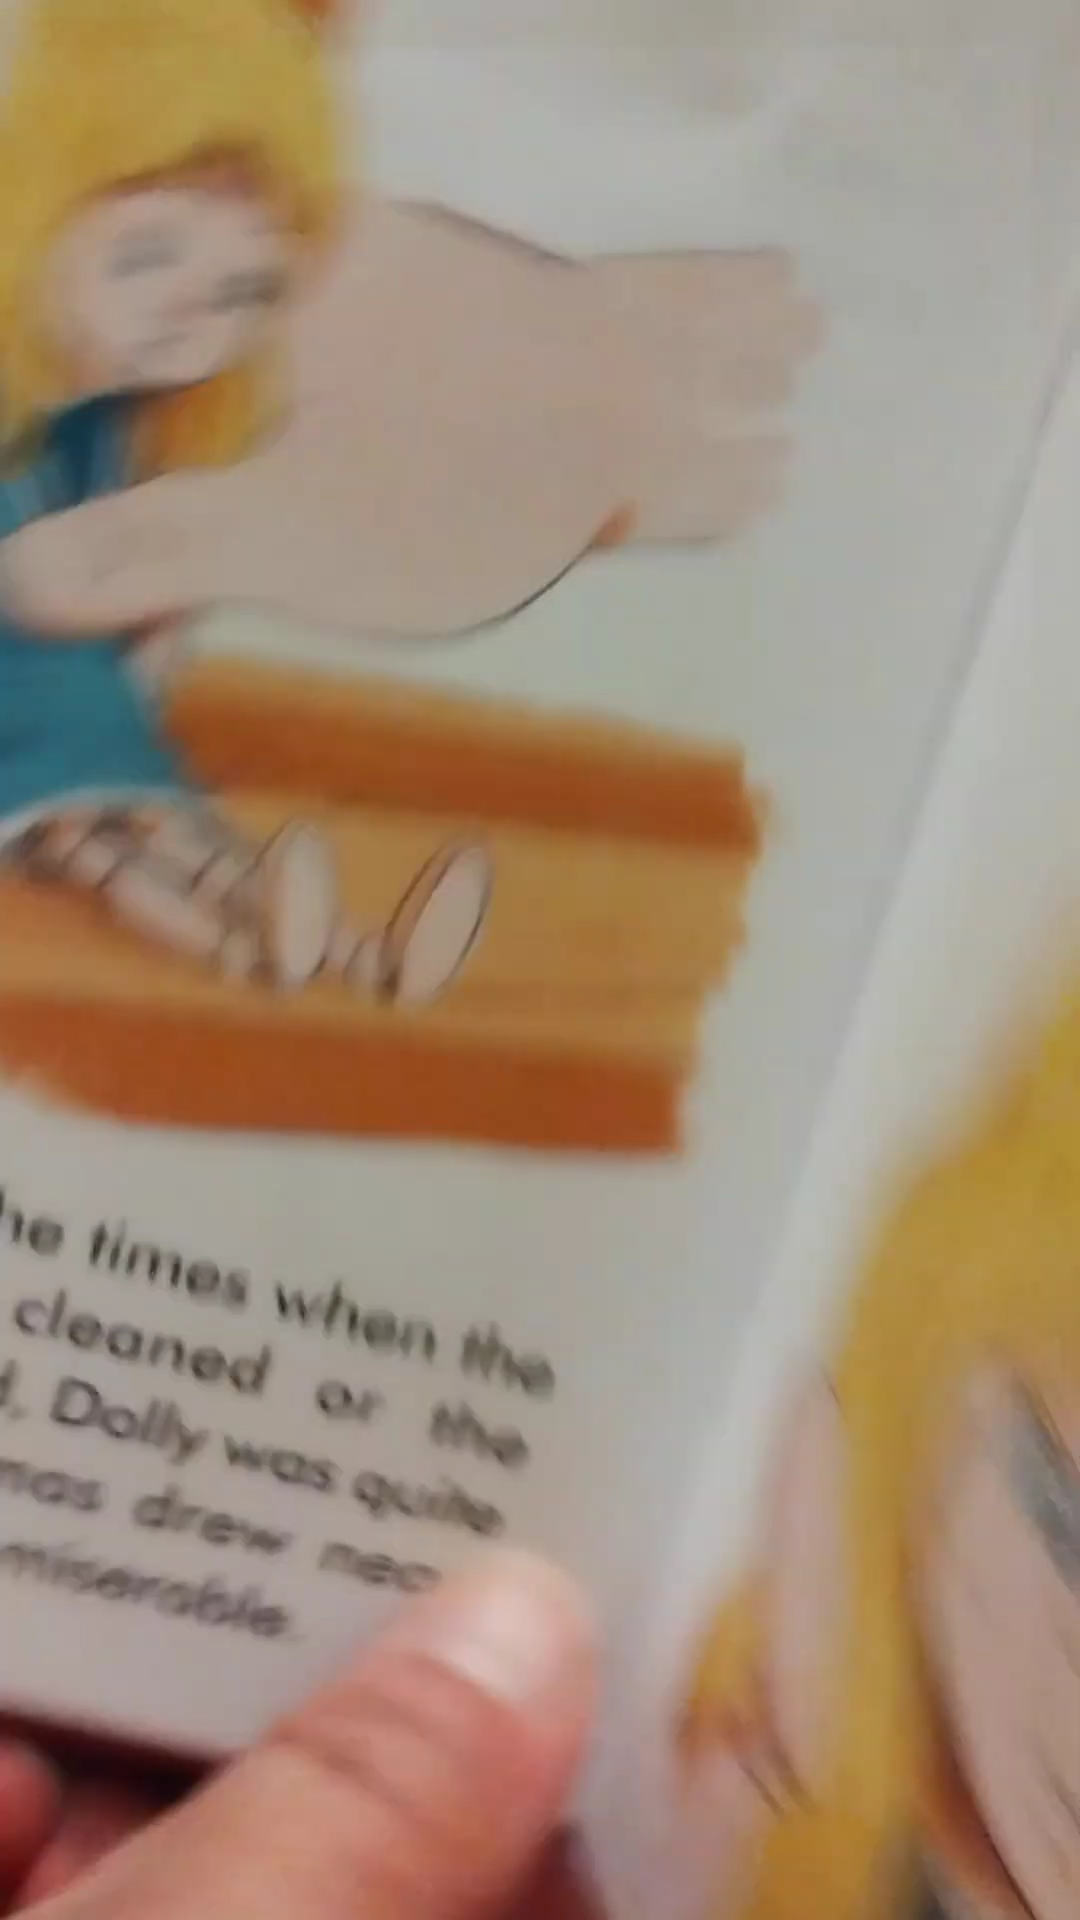 he times when the
cleaned or the
d, Dolly was quite
mas drew nea
miserable.